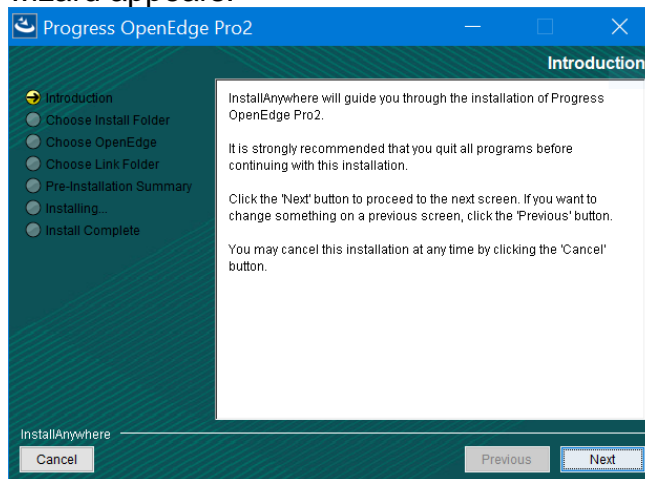 wizard appears.
Progress OpenEdge Pro2
Introduction
Introduction
Choose Install Folder
Choose OpenEdge
Choose Link Folder
Pre-Installation Summary
Installing...
Install Complete
InstallAnywhere will guide you through the installation of Progress
OpenEdge Pro2.
It is strongly recommended that you quit all programs before
continuing with this installation.
Click the 'Next' button to proceed to the next screen. If you want to
change something on a previous screen, click the 'Previous' button.
You may cancel this installation at any time by clicking the 'Cancel'
button.
InstallAnywhere
Cancel
Previous
Next